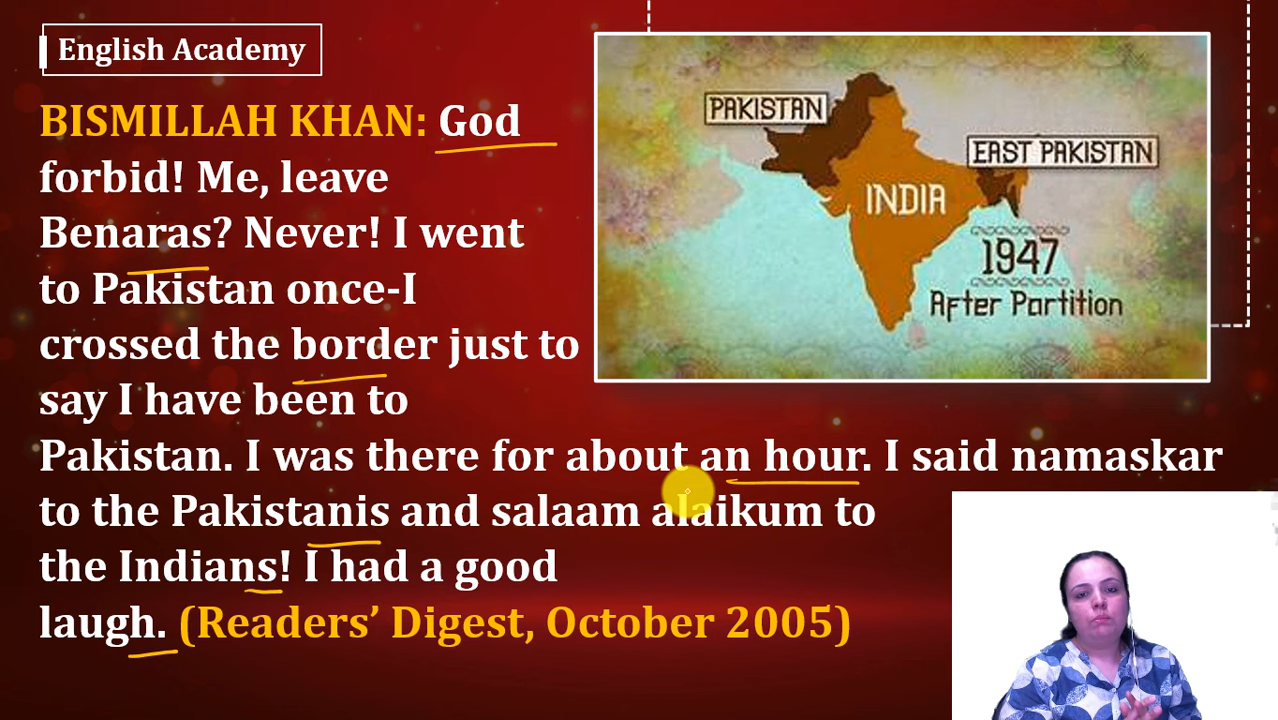 English Academy
BISMILLAH KHAN: God
forbid! Me, leave
Benaras? Never! I went
to Pakistan once-I
crossed the border just to
say I have been to
Pakistan. I was there for about an hour. I said namaskar
to the Pakistanis and salaam alaikum to
the Indians! I had a good
laugh. (Readers’ Digest, October 2005)
PAKISTAN
EAST PAKISTAN
INDIA
1947
After Partition